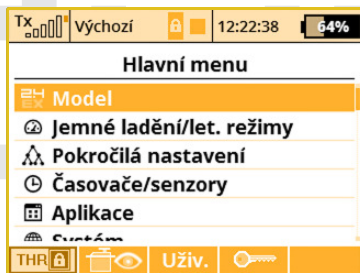 Tx Výchozí 12:22:38 64%
Hlavní menu
Model
Jemné ladění/let. režimy
Pokročilá nastavení
Časovače/senzory
Aplikace
Systém
THR Uživ.